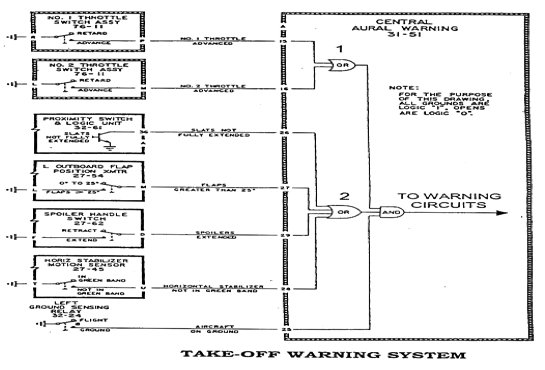 NO. 1 THROTTLE
SWITCH ASSY
76-11
RETARD
ADVANCE
NO. 1 THROTTLE
ADVANCED
15
NO. 2 THROTTLE
SWITCH ASSY
76-11
RETARD
ADVANCE
NO. 2 THROTTLE
ADVANCED
16
PROXIMITY SWITCH
& LOGIC UNIT
32-61
SLATS
NOT FULLY
EXTENDED
36
SLATS NOT
FULLY EXTENDED
26
L OUTBOARD FLAP
POSITION XMTR
27-54
0° TO 25°
FLAPS > 25°
FLAPS
GREATER THAN 25°
27
SPOILER HANDLE
SWITCH
27-62
RETRACT
EXTEND
SPOILERS
EXTENDED
29
HORIZ STABILIZER
MOTION SENSOR
27-45
IN
GREEN BAND
NOT IN
GREEN BAND
HORIZONTAL STABILIZER
NOT IN GREEN BAND
24
LEFT
GROUND SENSING
RELAY
32-24
FLIGHT
GROUND
AIRCRAFT
ON GROUND
25
CENTRAL
AURAL WARNING
31-51
1
OR
NOTE:
FOR THE PURPOSE
OF THIS DRAWING,
ALL GROUNDS ARE
LOGIC "1", OPENS
ARE LOGIC "0".
2
OR
AND
TO WARNING
CIRCUITS
TAKE-OFF WARNING SYSTEM